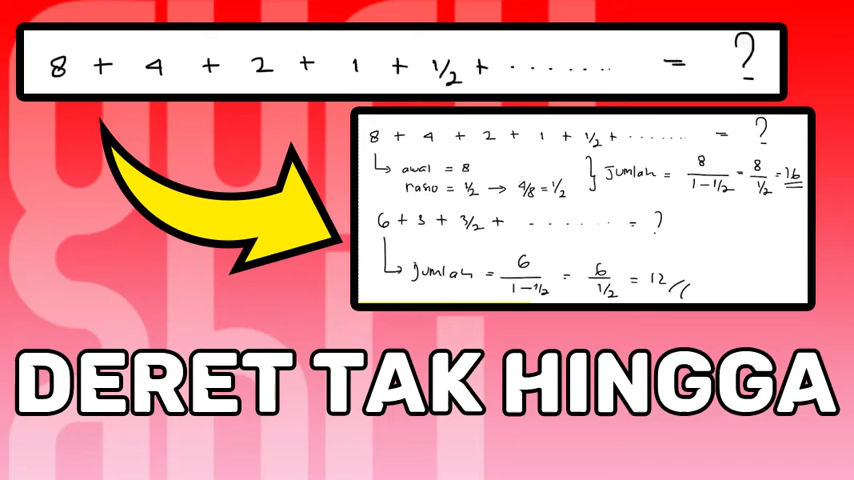 8 + 4 + 2 + 1 + 1/2 + ....... = ?
8 + 4 + 2 + 1 + 1/2 + ........ = ?
awal = 8
rasio = 1/2 → 4/8 = 1/2
} Jumlah = 8/(1-1/2) = 8/(1/2) = 16
6 + 3 + 3/2 + ........ = ?
Jumlah = 6/(1-1/2) = 6/(1/2) = 12 //
DERET TAK HINGGA